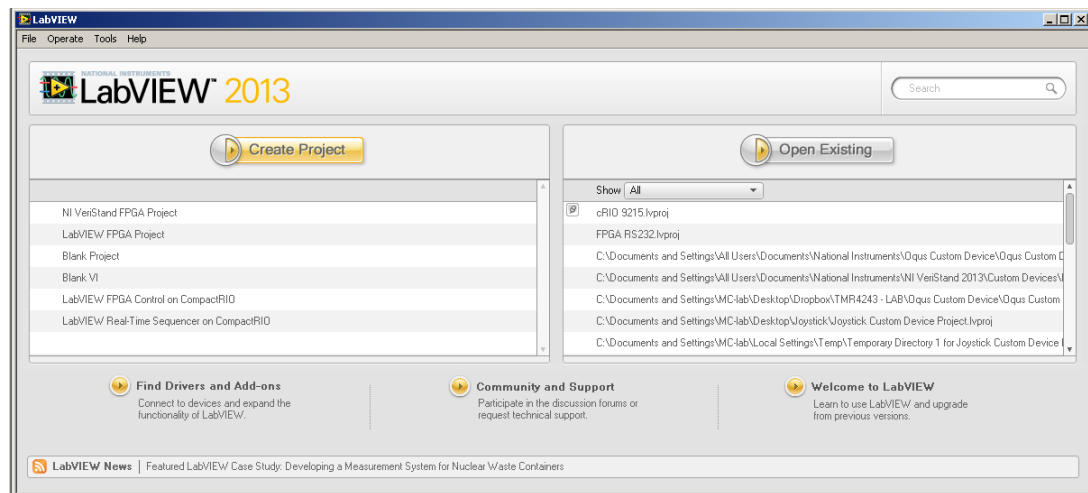 LabVIEW
File Operate Tools Help
NATIONAL INSTRUMENTS
LabVIEW™ 2013
Search
Create Project
NI VeriStand FPGA Project
LabVIEW FPGA Project
Blank Project
Blank VI
LabVIEW FPGA Control on CompactRIO
LabVIEW Real-Time Sequencer on CompactRIO
Open Existing
Show All
cRIO 9215.lvproj
FPGA RS232.lvproj
C:\Documents and Settings\All Users\Documents\National Instruments\Oqus Custom Device\Oqus Custom D
C:\Documents and Settings\All Users\Documents\National Instruments\NI VeriStand 2013\Custom Devices\
C:\Documents and Settings\MC-lab\Desktop\Dropbox\TMR4243 - LAB\Oqus Custom Device\Oqus Custom
C:\Documents and Settings\MC-lab\Desktop\Joystick\Joystick Custom Device Project.lvproj
C:\Documents and Settings\MC-lab\Local Settings\Temp\Temporary Directory 1 for Joystick Custom Device
Find Drivers and Add-ons
Connect to devices and expand the
functionality of LabVIEW.
Community and Support
Participate in the discussion forums or
request technical support.
Welcome to LabVIEW
Learn to use LabVIEW and upgrade
from previous versions.
LabVIEW News | Featured LabVIEW Case Study: Developing a Measurement System for Nuclear Waste Containers